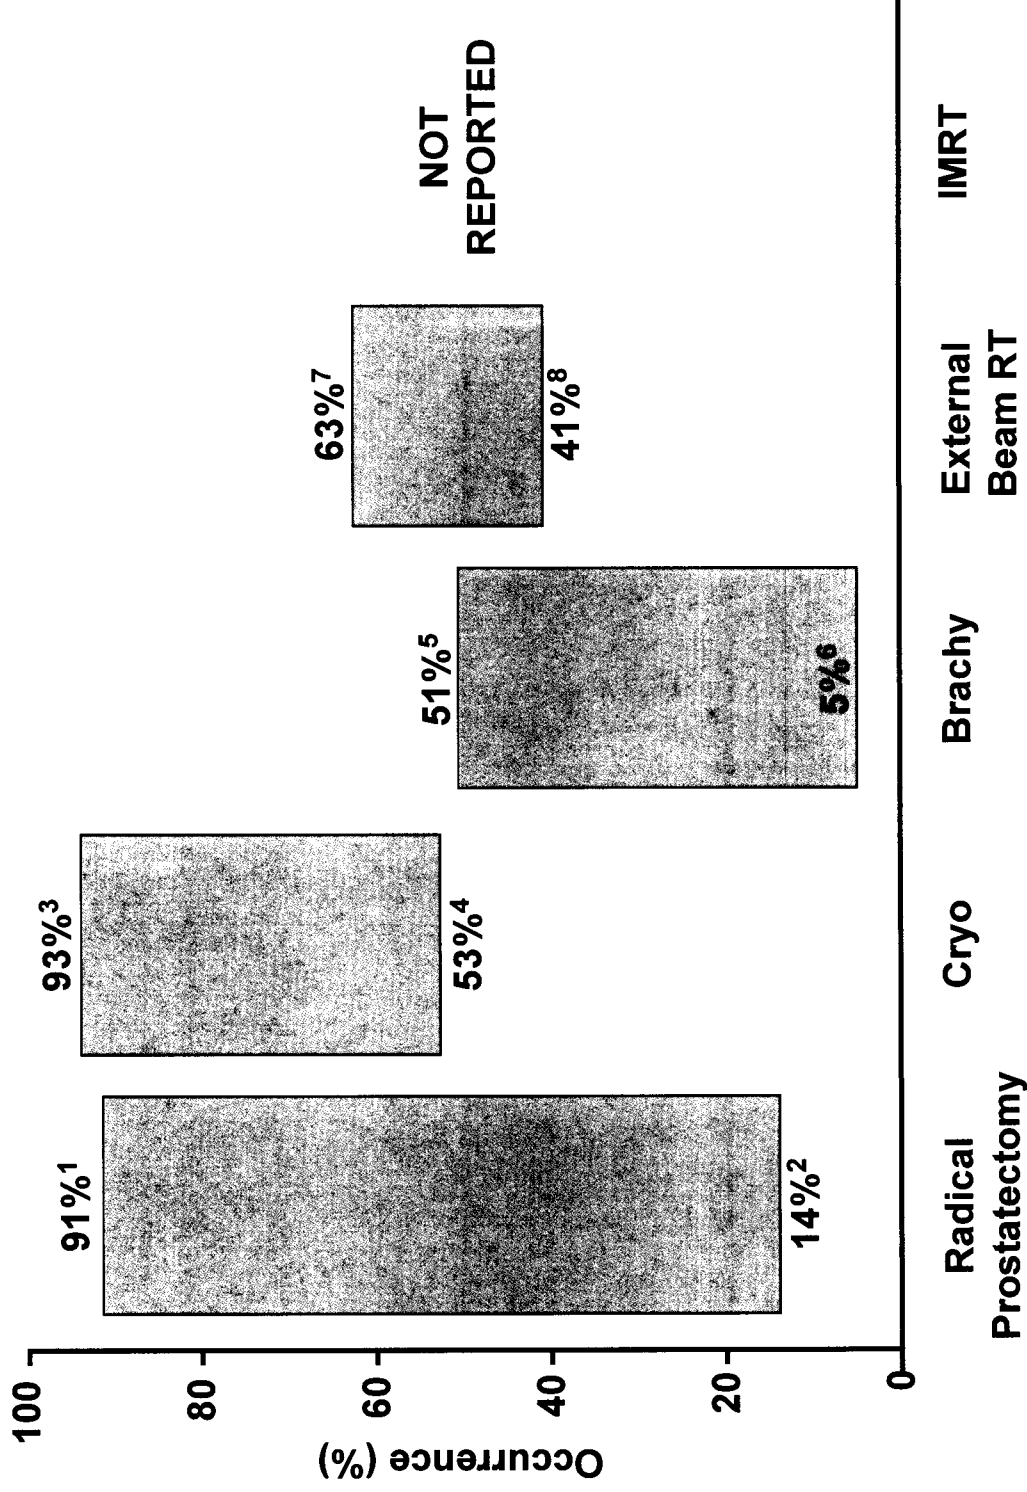 100
80
60
40
20
0
Occurrence (%)
91%1
14%2
93%3
53%4
51%5
5%6
63%7
41%8
NOT
REPORTED
Radical
Prostatectomy
Cryo
Brachy
External
Beam RT
IMRT